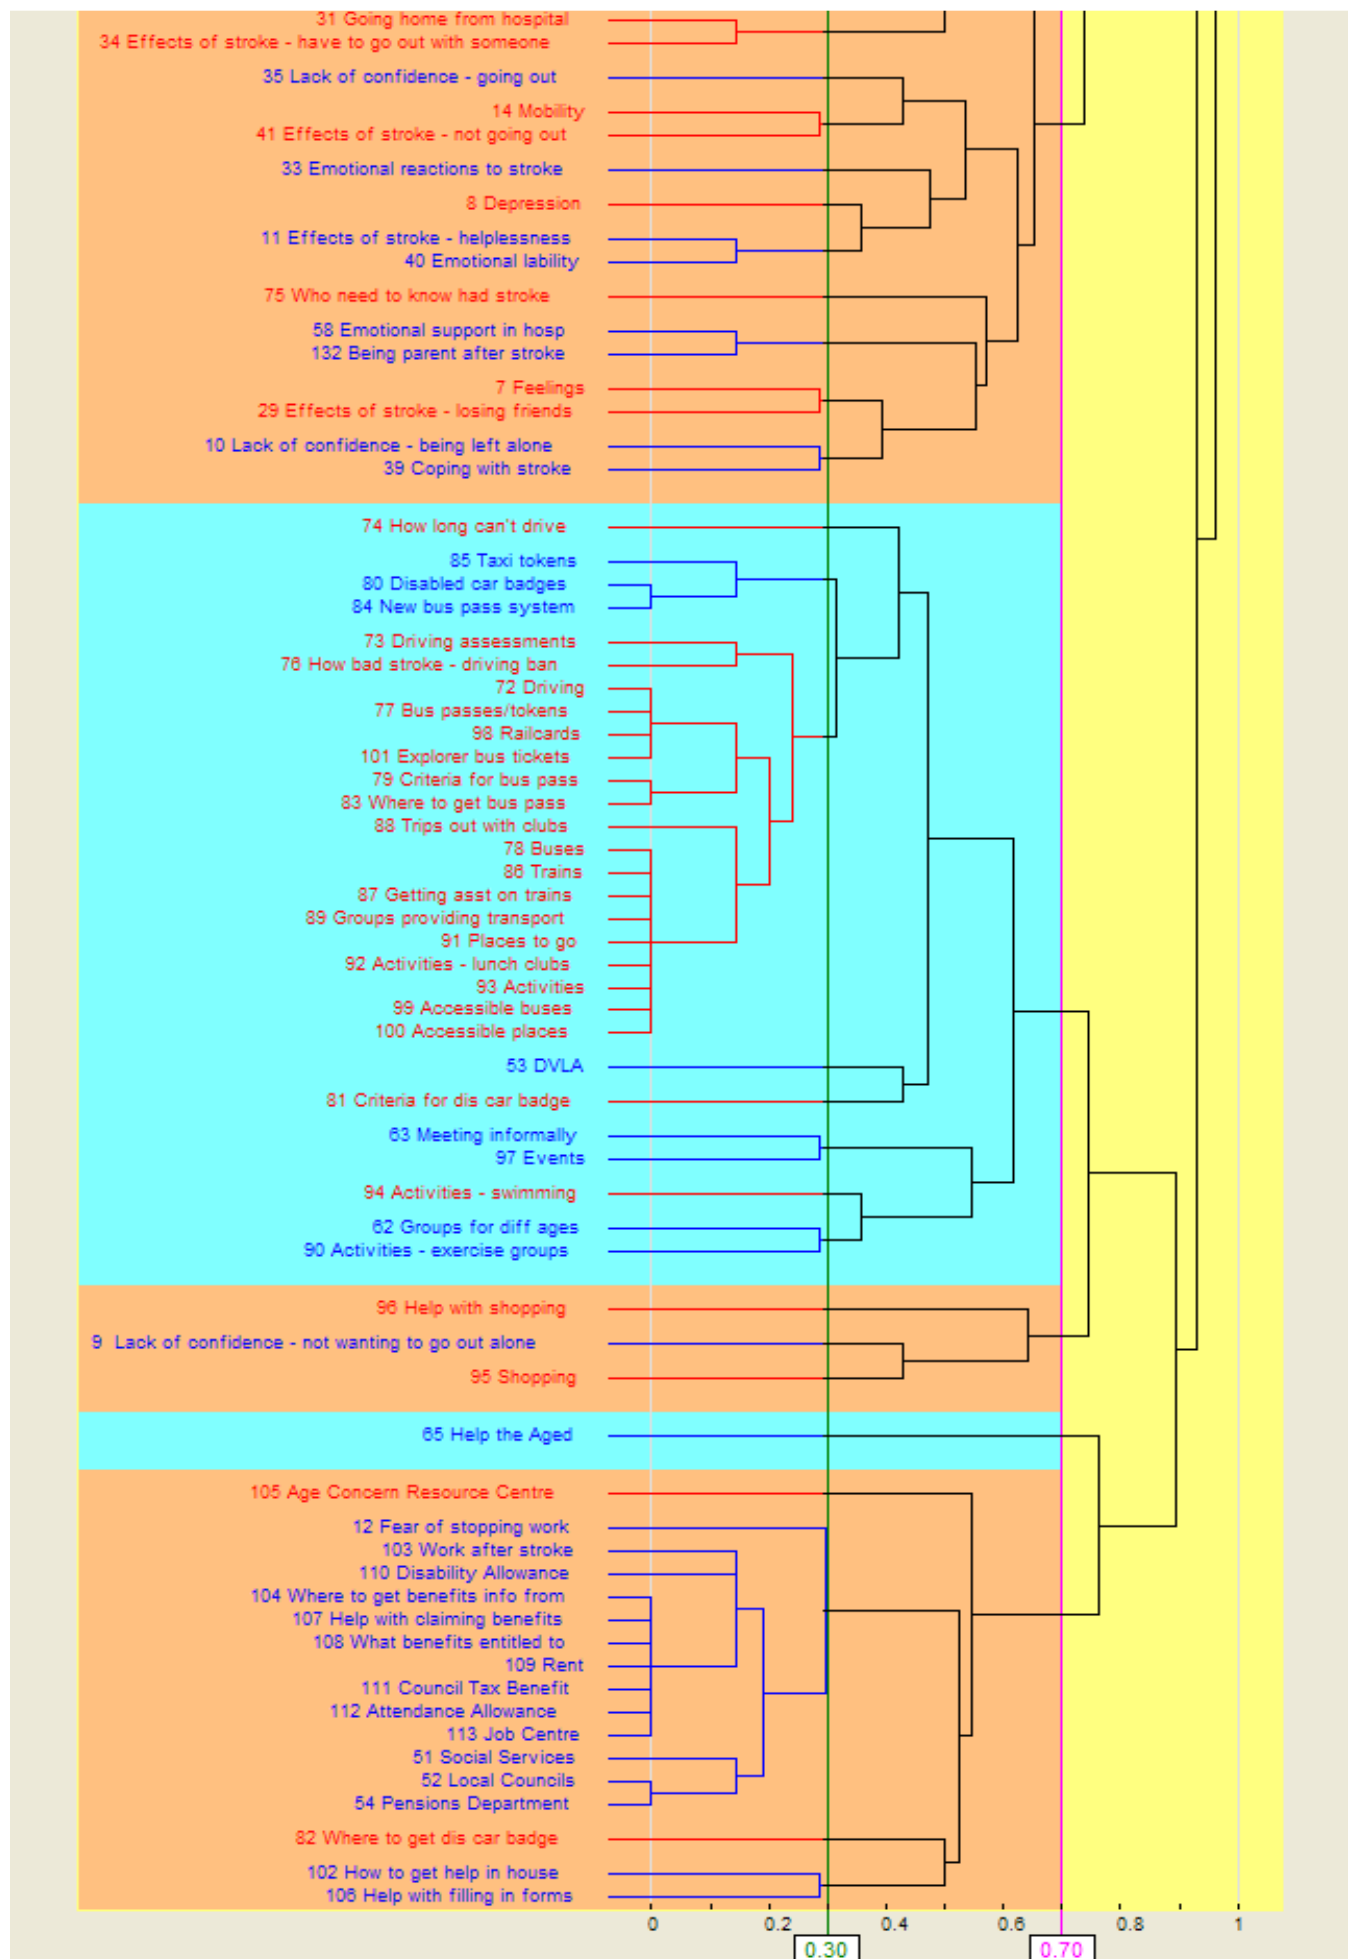 31 Going home from hospital
34 Effects of stroke - have to go out with someone
35 Lack of confidence - going out
14 Mobility
41 Effects of stroke - not going out
33 Emotional reactions to stroke
8 Depression
11 Effects of stroke - helplessness
40 Emotional lability
75 Who need to know had stroke
58 Emotional support in hosp
132 Being parent after stroke
7 Feelings
29 Effects of stroke - losing friends
10 Lack of confidence - being left alone
39 Coping with stroke
74 How long can't drive
85 Taxi tokens
80 Disabled car badges
84 New bus pass system
73 Driving assessments
76 How bad stroke - driving ban
72 Driving
77 Bus passes/tokens
98 Railcards
101 Explorer bus tickets
79 Criteria for bus pass
83 Where to get bus pass
88 Trips out with clubs
78 Buses
86 Trains
87 Getting asst on trains
89 Groups providing transport
91 Places to go
92 Activities - lunch clubs
93 Activities
99 Accessible buses
100 Accessible places
53 DVLA
81 Criteria for dis car badge
63 Meeting informally
97 Events
94 Activities - swimming
62 Groups for diff ages
90 Activities - exercise groups
96 Help with shopping
9 Lack of confidence - not wanting to go out alone
95 Shopping
65 Help the Aged
105 Age Concern Resource Centre
12 Fear of stopping work
103 Work after stroke
110 Disability Allowance
104 Where to get benefits info from
107 Help with claiming benefits
108 What benefits entitled to
109 Rent
111 Council Tax Benefit
112 Attendance Allowance
113 Job Centre
51 Social Services
52 Local Councils
54 Pensions Department
82 Where to get dis car badge
102 How to get help in house
106 Help with filling in forms
0 0.2 0.4 0.6 0.8 1
0.30 0.70